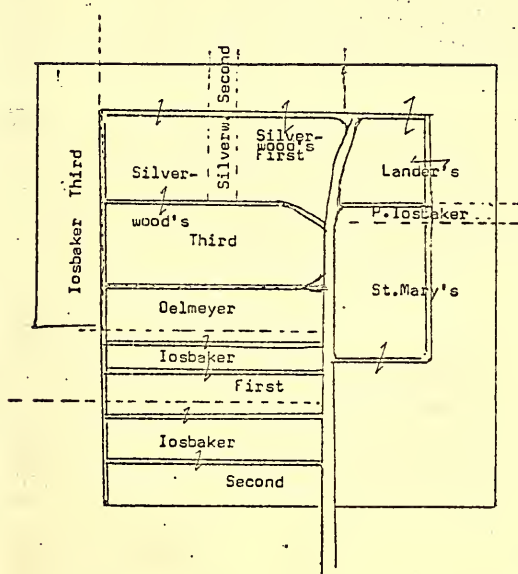 Silverw. Second
Silver-
wood's
First
Lander's
Silver-
P.Iosbaker
wood's
Third
Iosbaker Third
St.Mary's
Oelmeyer
Iosbaker
First
Iosbaker
Second